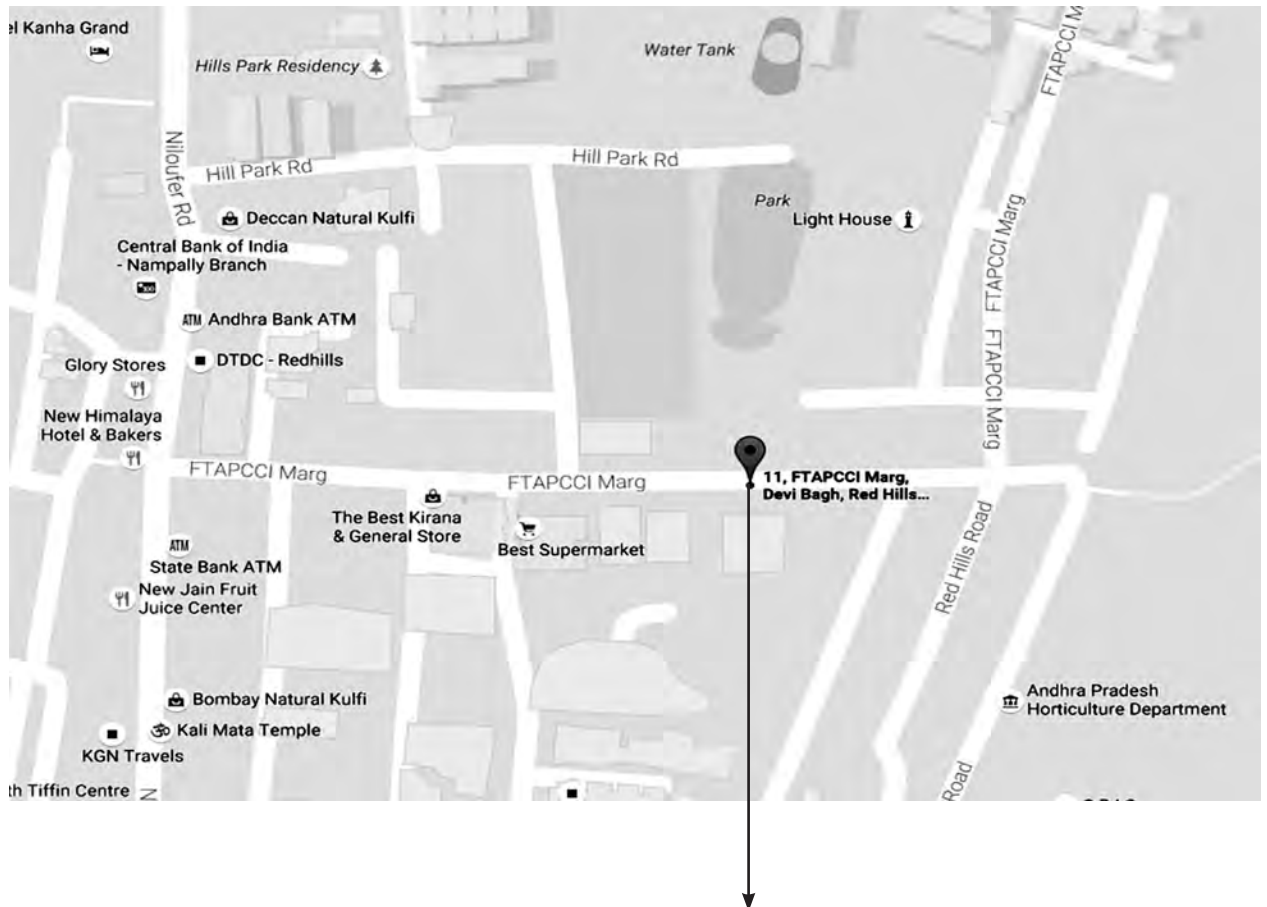 el Kanha Grand
Hills Park Residency
Water Tank
FTAPCCI M
Niloufer Rd
Hill Park Rd
Hill Park Rd
Park
Light House
Deccan Natural Kulfi
Central Bank of India
- Nampally Branch
FTAPCCI Marg
ATM Andhra Bank ATM
FTAPCCI Marg
DTDC - Redhills
Glory Stores
New Himalaya
Hotel & Bakers
FTAPCCI Marg
FTAPCCI Marg
11, FTAPCCI Marg,
Devi Bagh, Red Hills...
The Best Kirana
& General Store
Best Supermarket
ATM
State Bank ATM
New Jain Fruit
Juice Center
Red Hills Road
Bombay Natural Kulfi
Andhra Pradesh
Horticulture Department
Kali Mata Temple
KGN Travels
th Tiffin Centre
N
Road